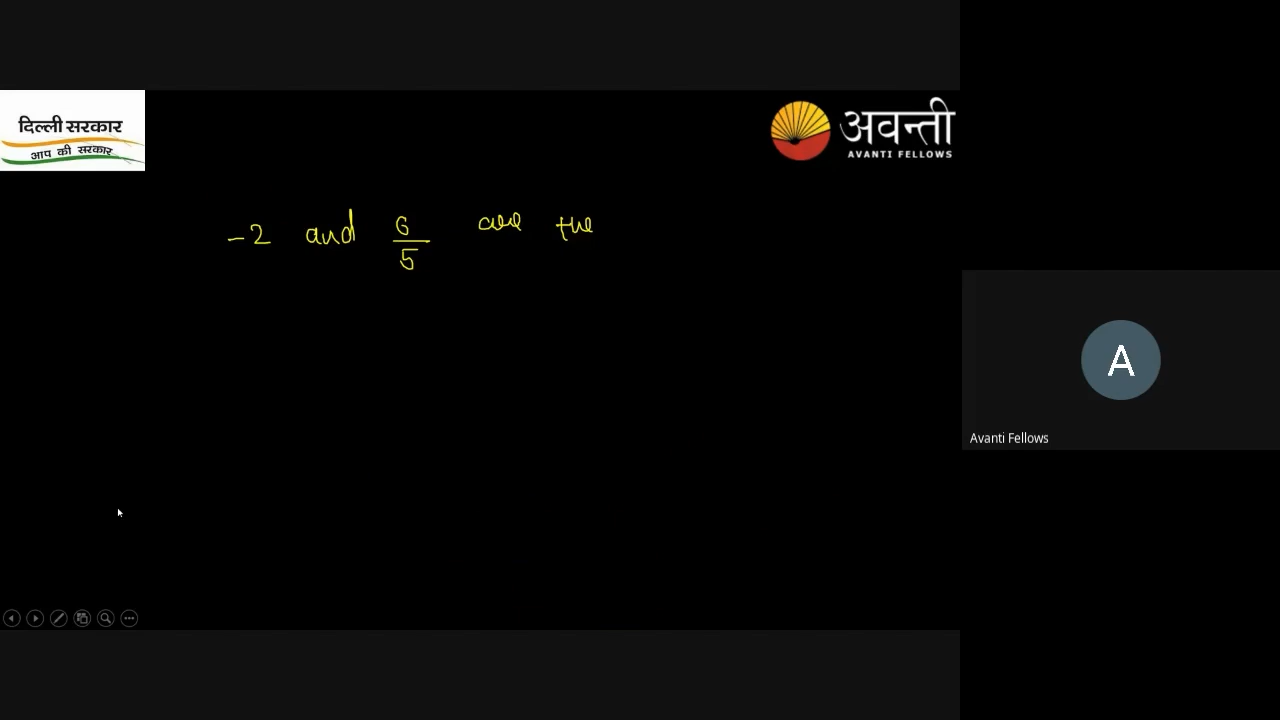 दिल्ली सरकार
आप की सरकार
अवन्ती
AVANTI FELLOWS
-2 and 6/5 are the
A
Avanti Fellows